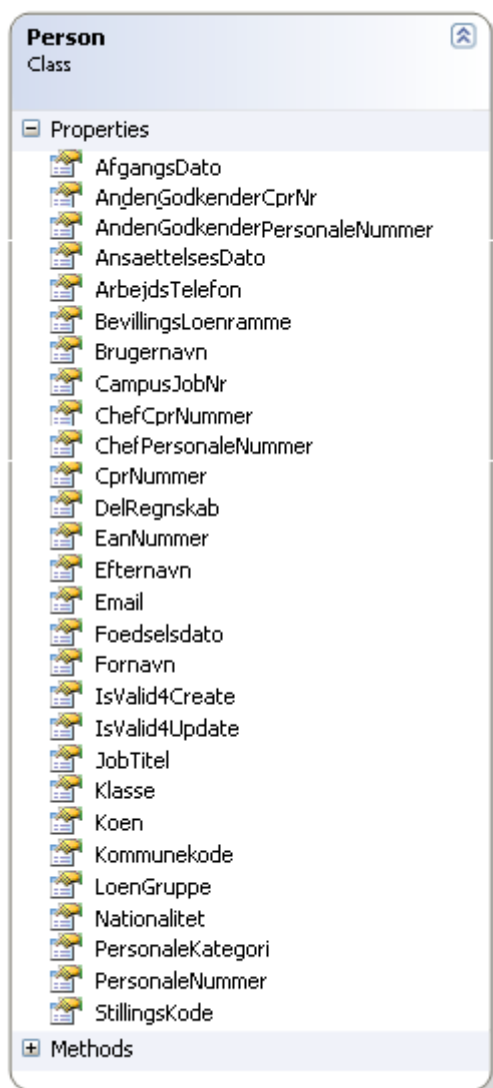 Person
Class
Properties
AfgangsDato
AndenGodkenderCprNr
AndenGodkenderPersonaleNummer
AnsaettelsesDato
ArbejdsTelefon
BevillingsLoenramme
Brugernavn
CampusJobNr
ChefCprNummer
ChefPersonaleNummer
CprNummer
DelRegnskab
EanNummer
Efternavn
Email
Foedselsdato
Fornavn
IsValid4Create
IsValid4Update
JobTitel
Klasse
Koen
Kommunekode
LoenGruppe
Nationalitet
PersonaleKategori
PersonaleNummer
StillingsKode
Methods